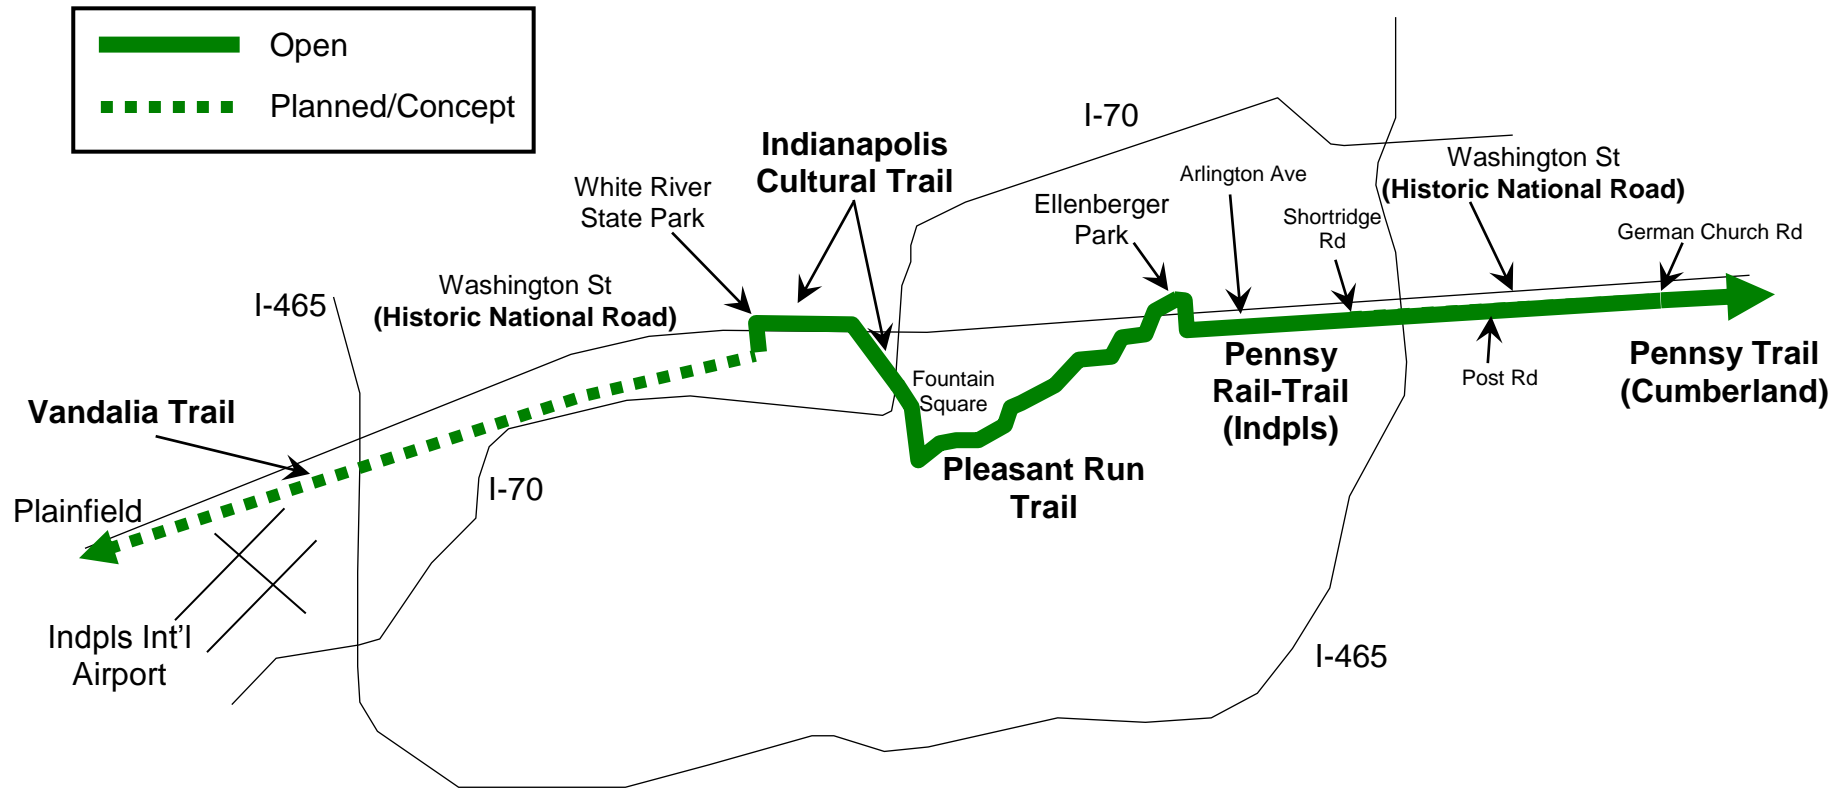 Open
Planned/Concept
I-70
Indianapolis
Cultural Trail
White River
State Park
Washington St
(Historic National Road)
Arlington Ave
Ellenberger
Park
Shortridge
Rd
German Church Rd
I-465
Washington St
(Historic National Road)
Pennsy
Rail-Trail
(Indpls)
Post Rd
Pennsy Trail
(Cumberland)
Fountain
Square
Vandalia Trail
Pleasant Run
Trail
I-70
Plainfield
Indpls Int’l
Airport
I-465